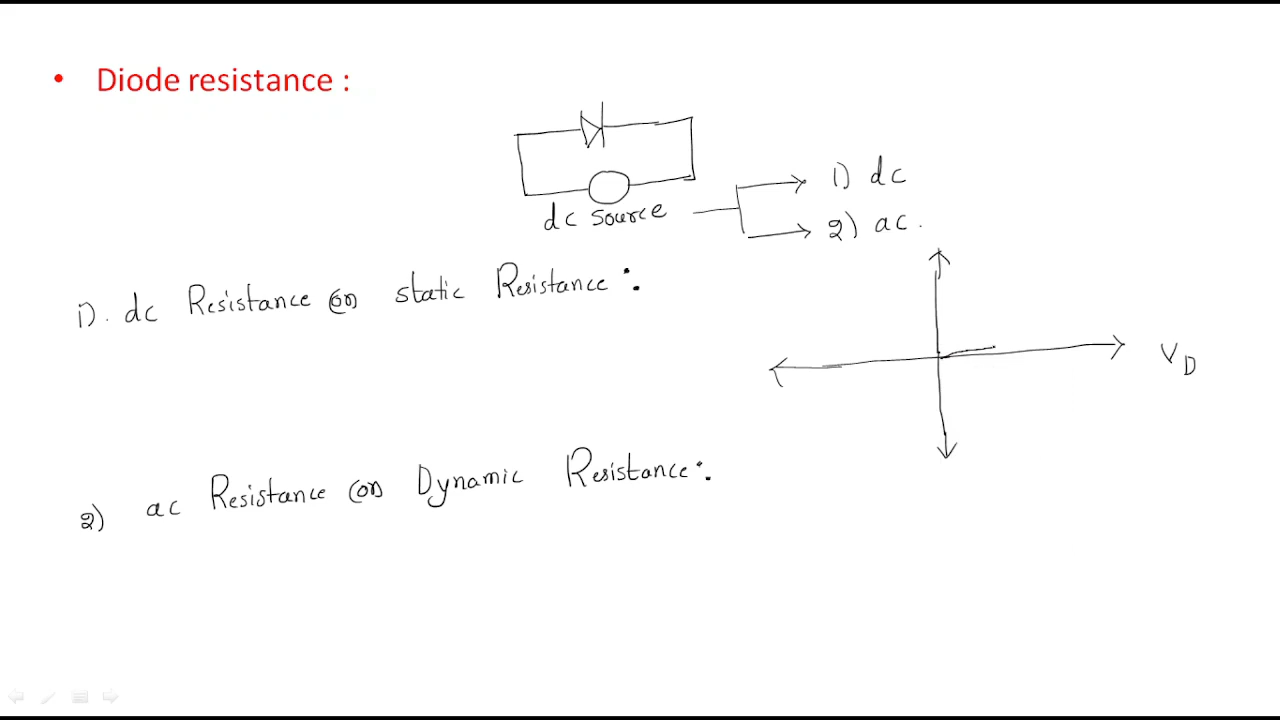 • Diode resistance :
1) dc
dc source
2) ac.
1). dc Resistance (or) static Resistance :.
VD
2) ac Resistance (or) Dynamic Resistance :.